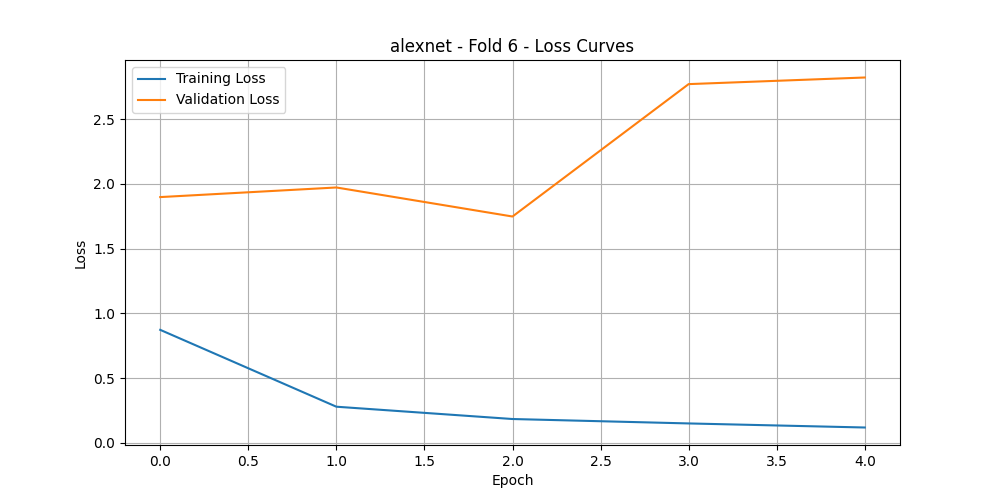 alexnet - Fold 6 - Loss Curves
Training Loss
Validation Loss
Loss
2.5
2.0
1.5
1.0
0.5
0.0
0.0 0.5 1.0 1.5 2.0 2.5 3.0 3.5 4.0
Epoch